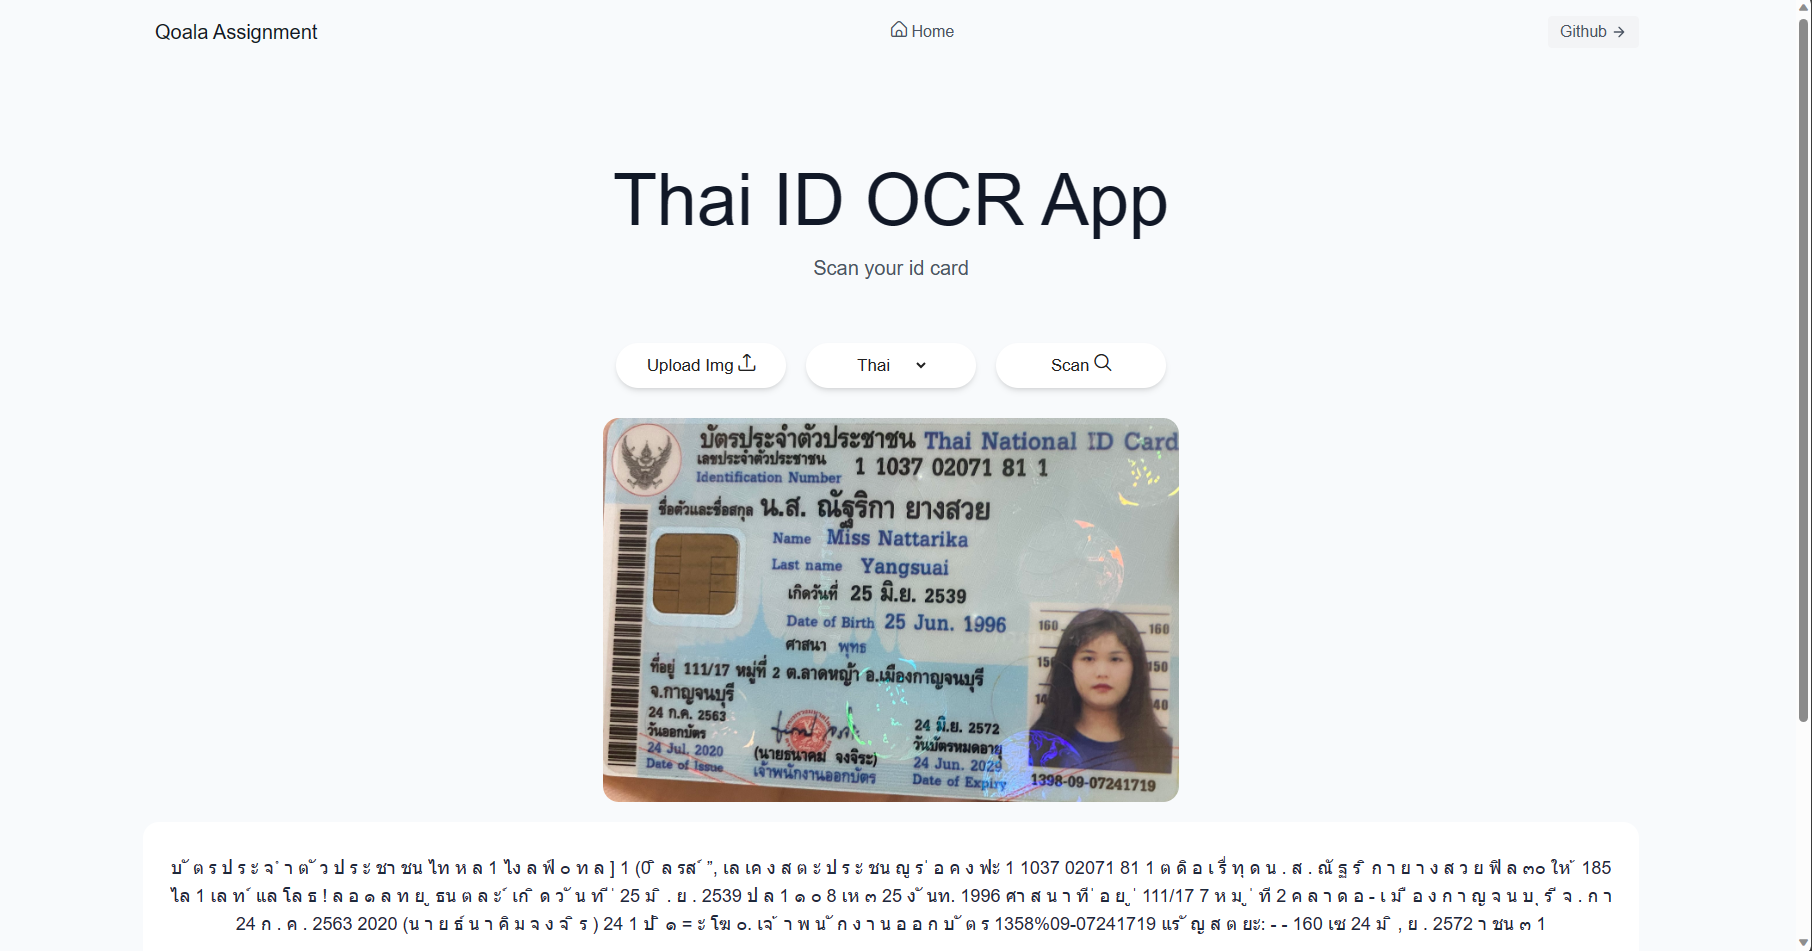 Qoala Assignment
Home
Github →
Thai ID OCR App
Scan your id card
Upload Img
Thai
Scan
บัตรประจำตัวประชาชน Thai National ID Card
เลขประจำตัวประชาชน 1 1037 02071 81 1
Identification Number
ชื่อตัวและชื่อสกุล น.ส. ณัฐริกา ยางสวย
Name Miss Nattarika
Last name Yangsuai
เกิดวันที่ 25 มิ.ย. 2539
Date of Birth 25 Jun. 1996
ศาสนา พุทธ
ที่อยู่ 111/17 หมู่ที่ 2 ต.ลาดหญ้า อ.เมืองกาญจนบุรี
จ.กาญจนบุรี
24 ก.ค. 2563
วันออกบัตร
24 Jul. 2020
Date of Issue
(นายธนาคม จงจิระ)
เจ้าพนักงานออกบัตร
24 มิ.ย. 2572
วันบัตรหมดอายุ
24 Jun. 2029
Date of Expiry
160 160
150 150
140 140
1398-09-07241719
บ ั ต ร ป ร ะ จ ํ า ต ั ว ป ร ะ ชา ชน ไท ห ล 1 ไง ล ฟ์ ๐ ท ล ] 1 (0 ิ ล รส ์ ”, เล เค ง ส ต ะ ป ร ะ ชน ญู ร ่ อ ค ง ฟะ 1 1037 02071 81 1 ต ดิ อ เ รื่ ทุ ด น . ส . ณั ฐ ร ิ กา ย า ง ส ว ย ฟิ ล ๓๐ ให ้ 185
ไล 1 เล ท ์ แล โล ธ ! ล อ ๑ ล ท ย ู ธน ต ล ะ ์ เก ิ ด ว ั น ท ี ่ 25 ม ิ . ย . 2539 ป ล 1 ๑ ๐ 8 เห ๓ 25 ง ั นท. 1996 ศา ส นา ที ่ อ ย ู ่ 111/17 7 ห ม ู ่ ที 2 ค ล า ด อ - เ ม ื อ ง ก า ญ จ น บ ุ ร ี จ . ก า
24 ก . ค . 2563 2020 (น า ย ธ์ น า คิ ม จ ง จ ิ ร ) 24 1 ป ิ ๑ = ะ โฆ ๐. เจ ้ า พ น ั ก ง า น อ อ ก บ ั ต ร 1358%09-07241719 แร ั ญ ส ต ยะ: - - 160 เซ 24 ม ิ , ย . 2572 า ชน ๓ 1